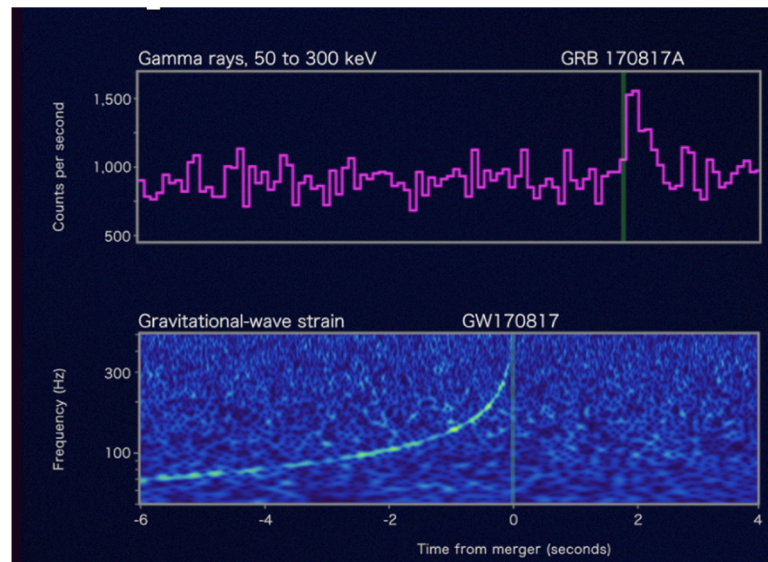 Gamma rays, 50 to 300 keV
GRB 170817A
Counts per second
1,500
1,000
500
Gravitational-wave strain
GW170817
Frequency (Hz)
300
100
-6
-4
-2
0
2
4
Time from merger (seconds)